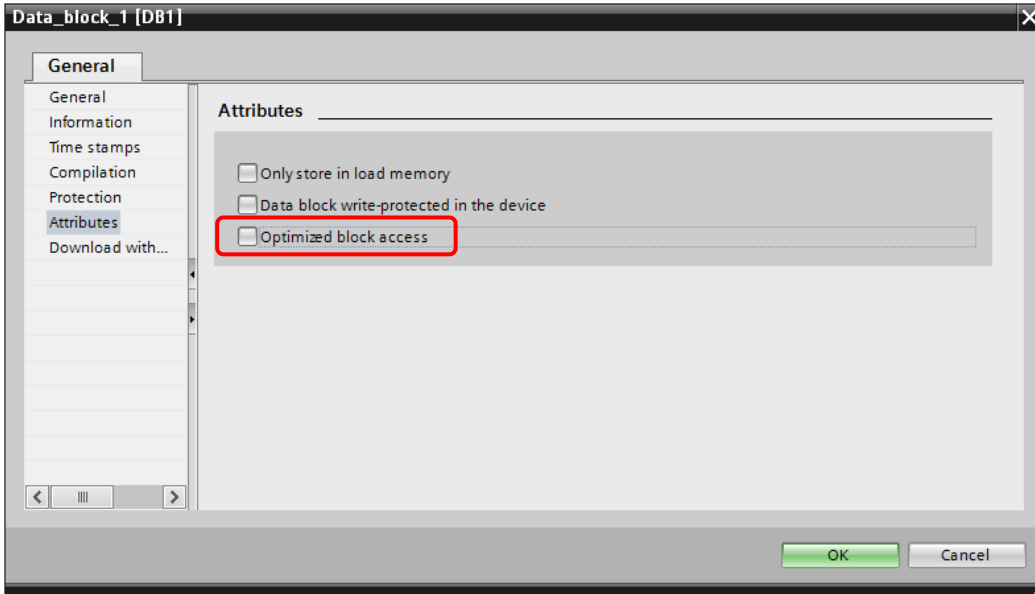 Data_block_1 [DB1]
General
General
Information
Time stamps
Compilation
Protection
Attributes
Download with...
Attributes
Only store in load memory
Data block write-protected in the device
Optimized block access
OK
Cancel